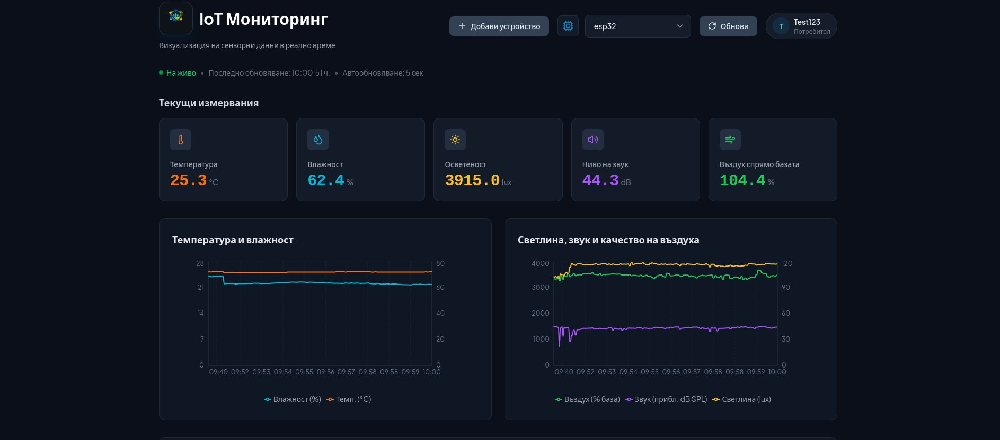 IoT Мониторинг
Добави устройство
esp32
Обнови
T
Test123
Потребител
Визуализация на сензорни данни в реално време
На живо • Последно обновяване: 10:00:51 ч. • Автообновяване: 5 сек
Текущи измервания
Температура
25.3 °C
Влажност
62.4 %
Осветеност
3915.0 lux
Ниво на звук
44.3 dB
Въздух спрямо базата
104.4 %
Температура и влажност
28
21
14
7
0
80
60
40
20
0
09:40 09:52 09:53 09:54 09:55 09:56 09:57 09:58 09:58 09:59 10:00
Влажност (%) Темп. (°C)
Светлина, звук и качество на въздуха
4000
3000
2000
1000
0
120
90
60
30
0
09:40 09:52 09:53 09:54 09:55 09:56 09:57 09:58 09:58 09:59 10:00
Въздух (% база) Звук (прибл. dB SPL) Светлина (lux)